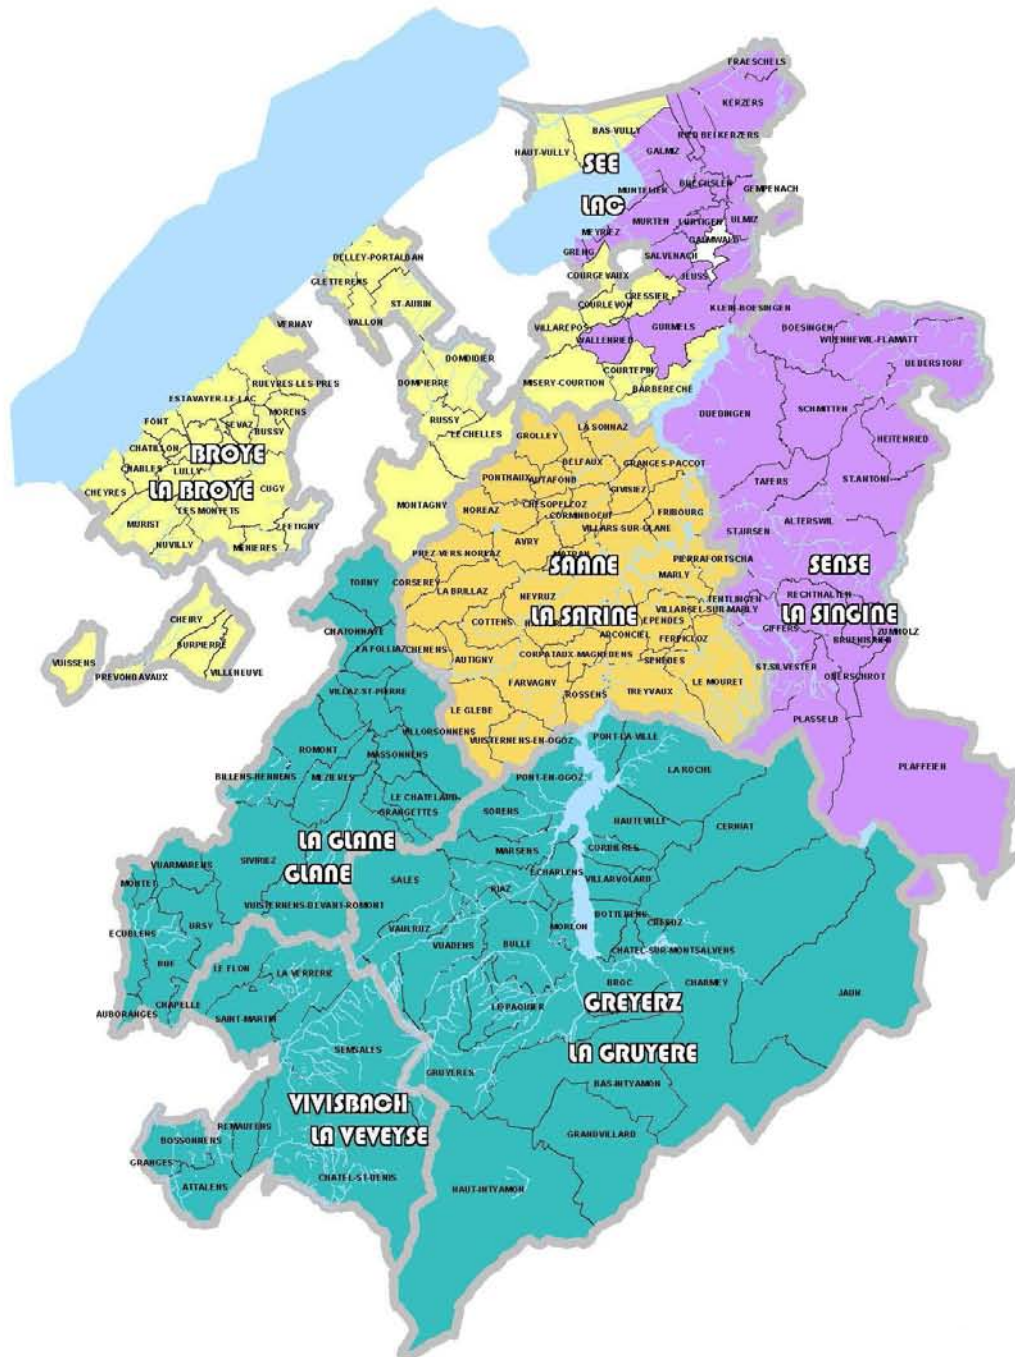 FRAESCHELS
KERZERS
BAS-VULLY
RIED BEI KERZERS
HAUT-VULLY
GALMIZ
SEE
MUNTELIER
BUECHSLEN
GEMPENACH
LAC
MURTEN
LURTIGEN
ULMIZ
MEYRIEZ
GALMWALD
GRENG
SALVENACH
DELLEY-PORTALBAN
COURGEVAUX
JEUSS
GLETTERENS
CRESSIER
ST-AUBIN
COURLEVON
KLEIN-BOESINGEN
VERNAY
VALLON
VILLAREPOS
GURMELS
BOESINGEN
WALLENRIED
WUENNEWIL-FLAMATT
DOMDIDIER
UEBERSTORF
RUEYRES-LES-PRES
DOMPIERRE
MISERY-COURTION
COURTEPIN
BARBERECHE
ESTAVAYER-LE-LAC
MORENS
DUEDINGEN
SCHMITTEN
FONT
SEVAZ
BUSSY
RUSSY
LECHELLES
GROLLEY
LA SONNAZ
HEITENRIED
CHATILLON
BROYE
BELFAUX
GRANGES-PACCOT
CHABLES
LULLY
PONTHAUX
AUTAFOND
TAFERS
ST.ANTONI
CHEYRES
LA BROYE
CUGY
GIVISIEZ
MONTAGNY
CHESOPELLOZ
NOREAZ
CORMINBOEUF
FRIBOURG
MURIST
LES MONTETS
FETIGNY
VILLARS-SUR-GLANE
ST.URSEN
ALTERSWIL
NUVILLY
MENIERES
AVRY
PREZ-VERS-NOREAZ
MATRAN
PIERRAFORTSCHA
SAANE
SENSE
TORNY
CORSEREY
MARLY
LA BRILLAZ
NEYRUZ
TENTLINGEN
RECHTHALTEN
LA SARINE
VILLARSEL-SUR-MARLY
LA SINGINE
CHEIRY
COTTENS
EPENDES
GIFFERS
ZUMHOLZ
CHATONNAYE
ARCONCIEL
FERPICLOZ
BRUENISRIED
SURPIERRE
LA FOLLIAZ
CHENENS
VUISSENS
AUTIGNY
CORPATAUX-MAGNEDENS
SENEDES
ST.SILVESTER
PREVONDAVAUX
VILLENEUVE
FARVAGNY
LE MOURET
OBERSCHROT
VILLAZ-ST-PIERRE
ROSSENS
TREYVAUX
LE GLEBE
PLASSELB
VILLORSONNENS
VUISTERNENS-EN-OGOZ
PONT-LA-VILLE
ROMONT
MASSONNENS
PLAFFEIEN
BILLENS-HENNENS
MEZIERES
PONT-EN-OGOZ
LA ROCHE
LE CHATELARD
GRANGETTES
SORENS
HAUTEVILLE
CERNIAT
LA GLANE
MARSENS
CORBIERES
VUARMARENS
SIVIRIEZ
GLANE
ECHARLENS
MONTET
SALES
RIAZ
VILLARVOLARD
VUISTERNENS-DEVANT-ROMONT
BOTTERENS
ECUBLENS
URSY
VAULRUZ
MORLON
CRESUZ
VUADENS
BULLE
CHATEL-SUR-MONTSALVENS
RUE
LE FLON
LA VERRERIE
BROC
CHARMEY
JAUN
CHAPELLE
LE PAQUIER
GREYERZ
AUBORANGES
SAINT-MARTIN
SEMSALES
LA GRUYERE
GRUYERES
BAS-INTYAMON
VIVISBACH
REMAUFENS
LA VEVEYSE
GRANDVILLARD
BOSSONNENS
GRANGES
CHATEL-ST-DENIS
ATTALENS
HAUT-INTYAMON